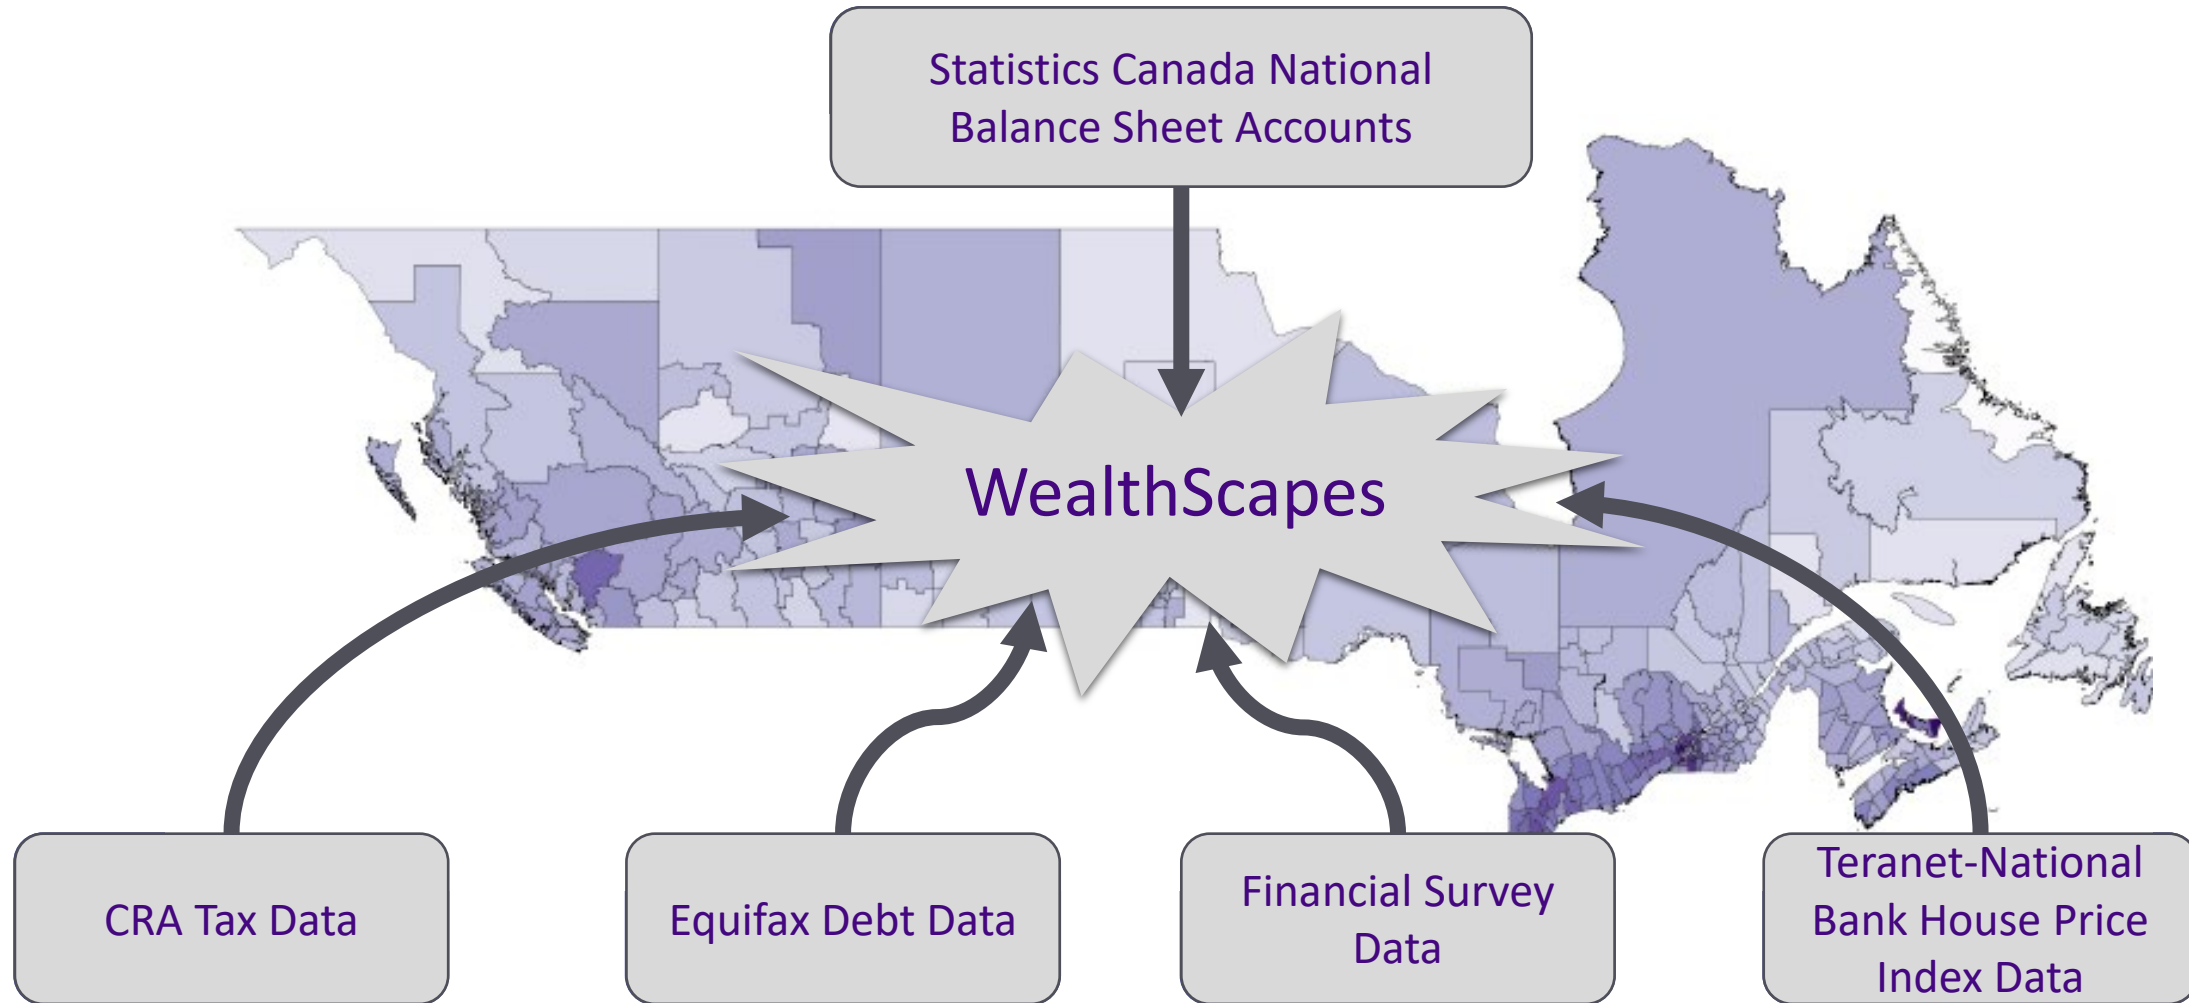 Statistics Canada National
Balance Sheet Accounts
WealthScapes
CRA Tax Data
Equifax Debt Data
Financial Survey
Data
Teranet-National
Bank House Price
Index Data